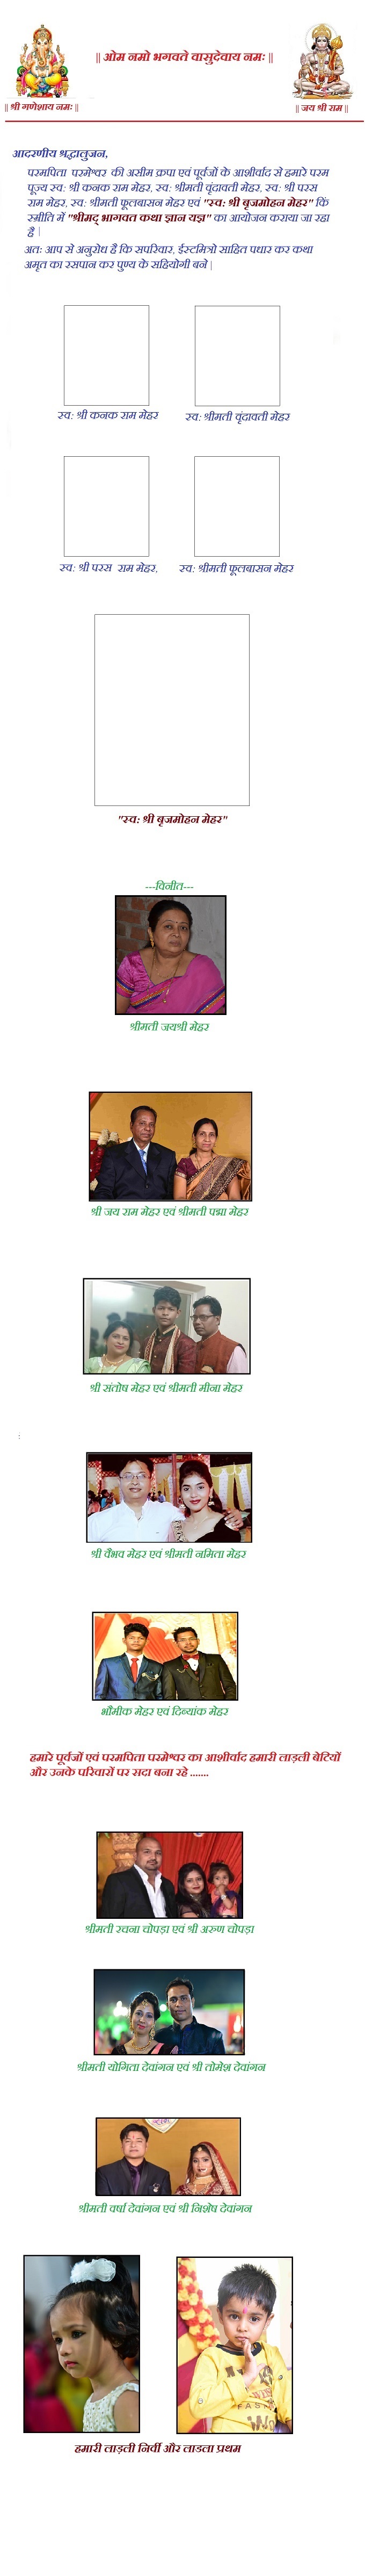 || ओम नमो भगवते वासुदेवाय नमः ||
|| श्री गणेशाय नमः ||
|| जय श्री राम ||
आदरणीय श्रद्धालुजन,
परमपिता परमेश्वर की असीम क्रपा एवं पूर्वजों के आशीर्वाद से हमारे परम
पूज्य स्व: श्री कनक राम मेहर, स्व: श्रीमती वृंदावती मेहर, स्व: श्री परस
राम मेहर, स्व: श्रीमती फूलबासन मेहर एवं "स्व: श्री बृजमोहन मेहर" किं
स्म्रीति में "श्रीमद् भागवत कथा ज्ञान यज्ञ" का आयोजन कराया जा रहा
है |
अतः आप से अनुरोध है कि सपरिवार, ईस्टमित्रो साहित पधार कर कथा
अमृत का रसपान कर पुण्य के सहियोगी बने |
स्व: श्री कनक राम मेहर
स्व: श्रीमती वृंदावती मेहर
स्व: श्री परस राम मेहर,
स्व: श्रीमती फूलबासन मेहर
"स्व: श्री बृजमोहन मेहर"
---विनीत---
श्रीमती जयश्री मेहर
श्री जय राम मेहर एवं श्रीमती पद्मा मेहर
श्री संतोष मेहर एवं श्रीमती मीना मेहर
:
श्री वैभव मेहर एवं श्रीमती नमिता मेहर
भौमीक मेहर एवं दिव्यांक मेहर
हमारे पूर्वजों एवं परमपिता परमेश्वर का आशीर्वाद हमारी लाड़ली बेटियों
और उनके परिवारों पर सदा बना रहे .......
श्रीमती रचना चोपड़ा एवं श्री अरुण चोपड़ा
श्रीमती योगिता देवांगन एवं श्री तोमेश देवांगन
श्रीमती वर्षा देवांगन एवं श्री निशेष देवांगन
हमारी लाड़ली निर्वी और लाडला प्रथम